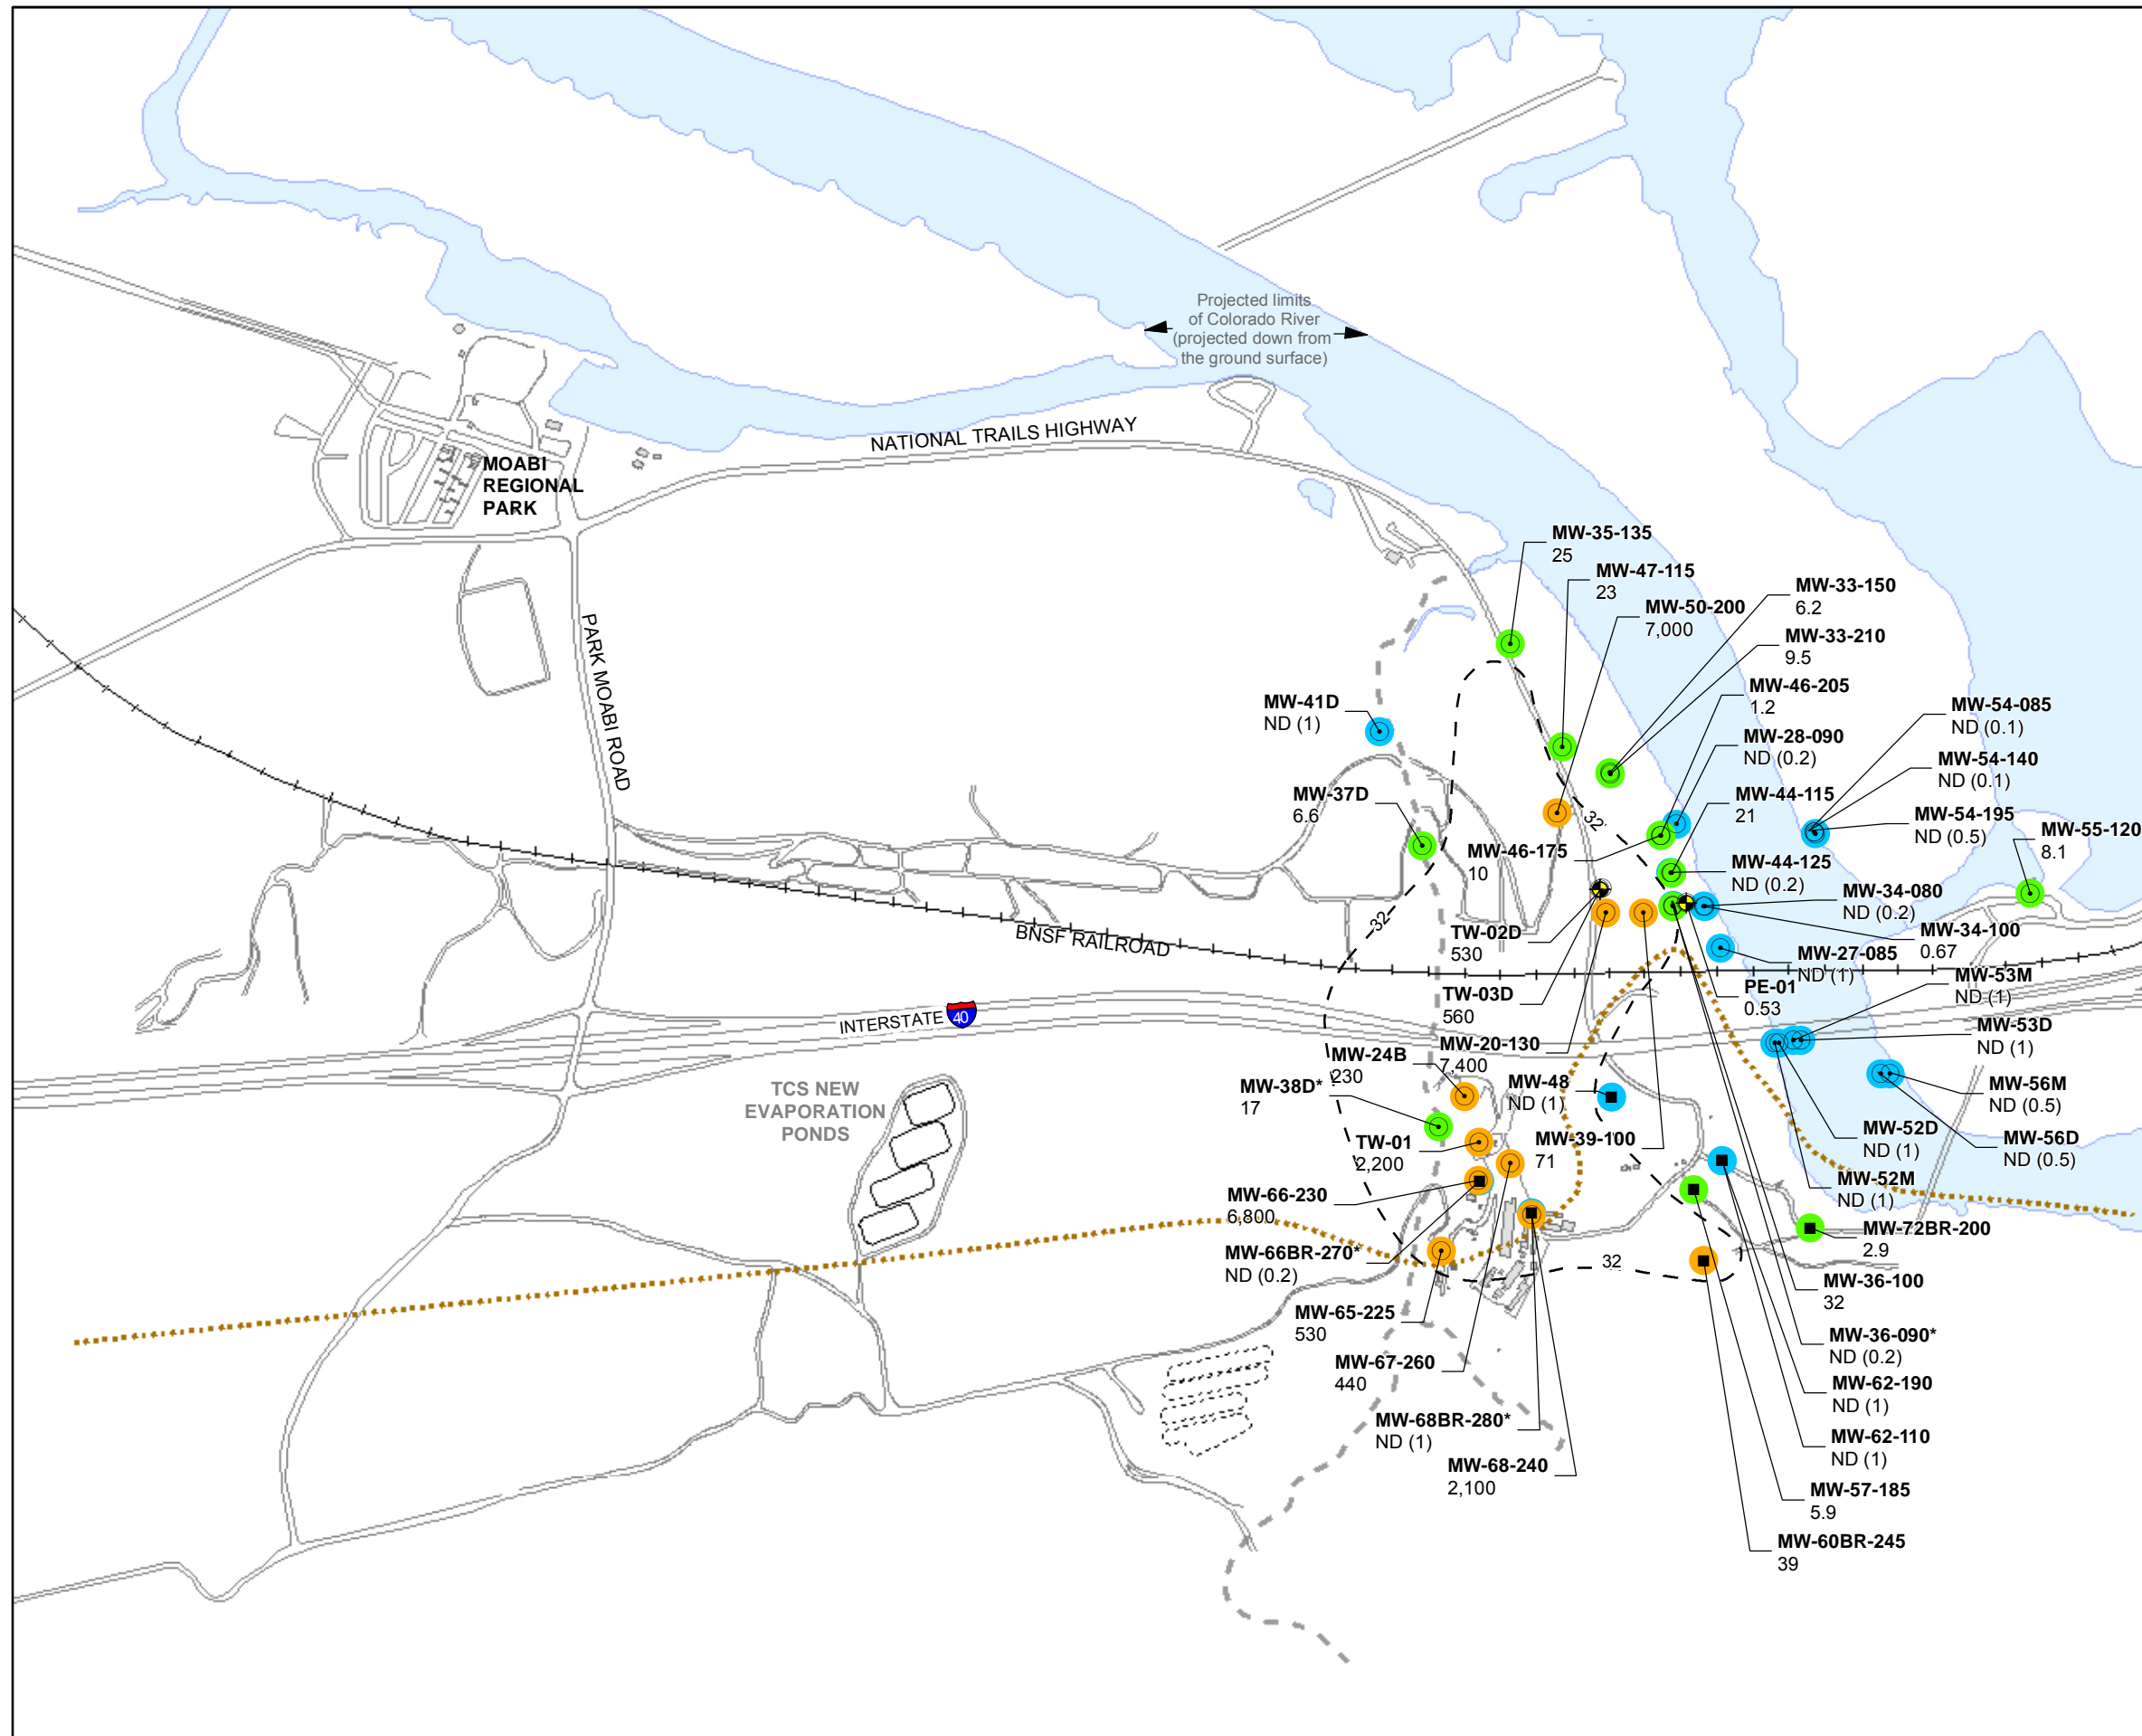 Projected limits
of Colorado River
(projected down from
the ground surface)
NATIONAL TRAILS HIGHWAY
MOABI
REGIONAL
PARK
PARK MOABI ROAD
MW-35-135
25
MW-47-115
23
MW-50-200
7,000
MW-33-150
6.2
MW-33-210
9.5
MW-46-205
1.2
MW-28-090
ND (0.2)
MW-44-115
21
MW-41D
ND (1)
MW-54-085
ND (0.1)
MW-54-140
ND (0.1)
MW-54-195
ND (0.5)
MW-55-120
8.1
MW-37D
6.6
32
MW-46-175
10
MW-44-125
ND (0.2)
MW-34-080
ND (0.2)
MW-34-100
0.67
32
TW-02D
530
BNSF RAILROAD
MW-27-085
ND (1)
MW-53M
ND (1)
PE-01
0.53
TW-03D
560
INTERSTATE
40
MW-53D
ND (1)
MW-20-130
7,400
MW-24B
230
MW-38D*
17
MW-48
ND (1)
MW-56M
ND (0.5)
TCS NEW
EVAPORATION
PONDS
TW-01
2,200
MW-39-100
71
MW-52D
ND (1)
MW-56D
ND (0.5)
MW-52M
ND (1)
MW-66-230
6,800
MW-72BR-200
2.9
MW-66BR-270*
ND (0.2)
32
MW-36-100
32
MW-65-225
530
MW-36-090*
ND (0.2)
MW-67-260
440
MW-62-190
ND (1)
MW-68BR-280*
ND (1)
MW-62-110
ND (1)
MW-68-240
2,100
MW-57-185
5.9
MW-60BR-245
39